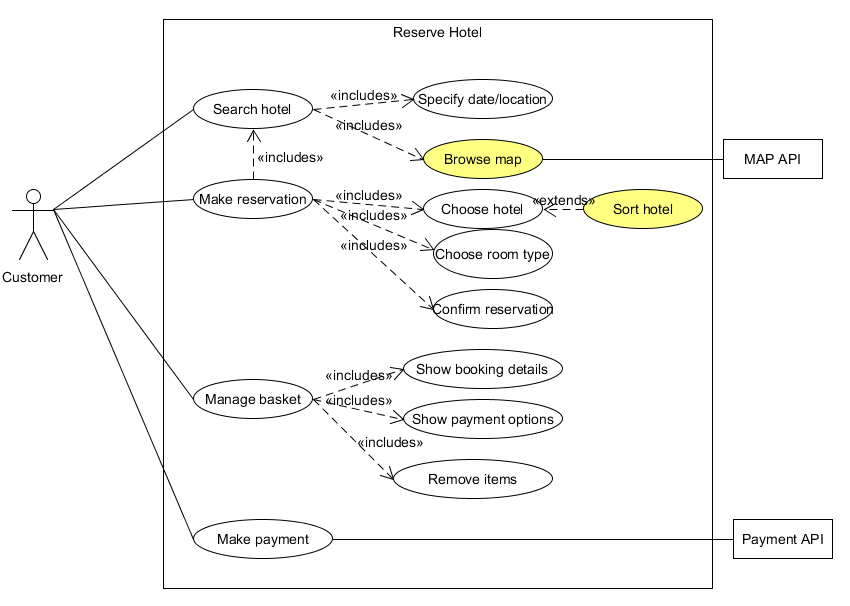 Reserve Hotel
Search hotel
«includes»
Specify date/location
«includes»
Browse map
MAP API
«includes»
Make reservation
«includes»
Choose hotel
«extends»
Sort hotel
«includes»
Choose room type
«includes»
Confirm reservation
Customer
Manage basket
«includes»
Show booking details
«includes»
Show payment options
«includes»
Remove items
Make payment
Payment API